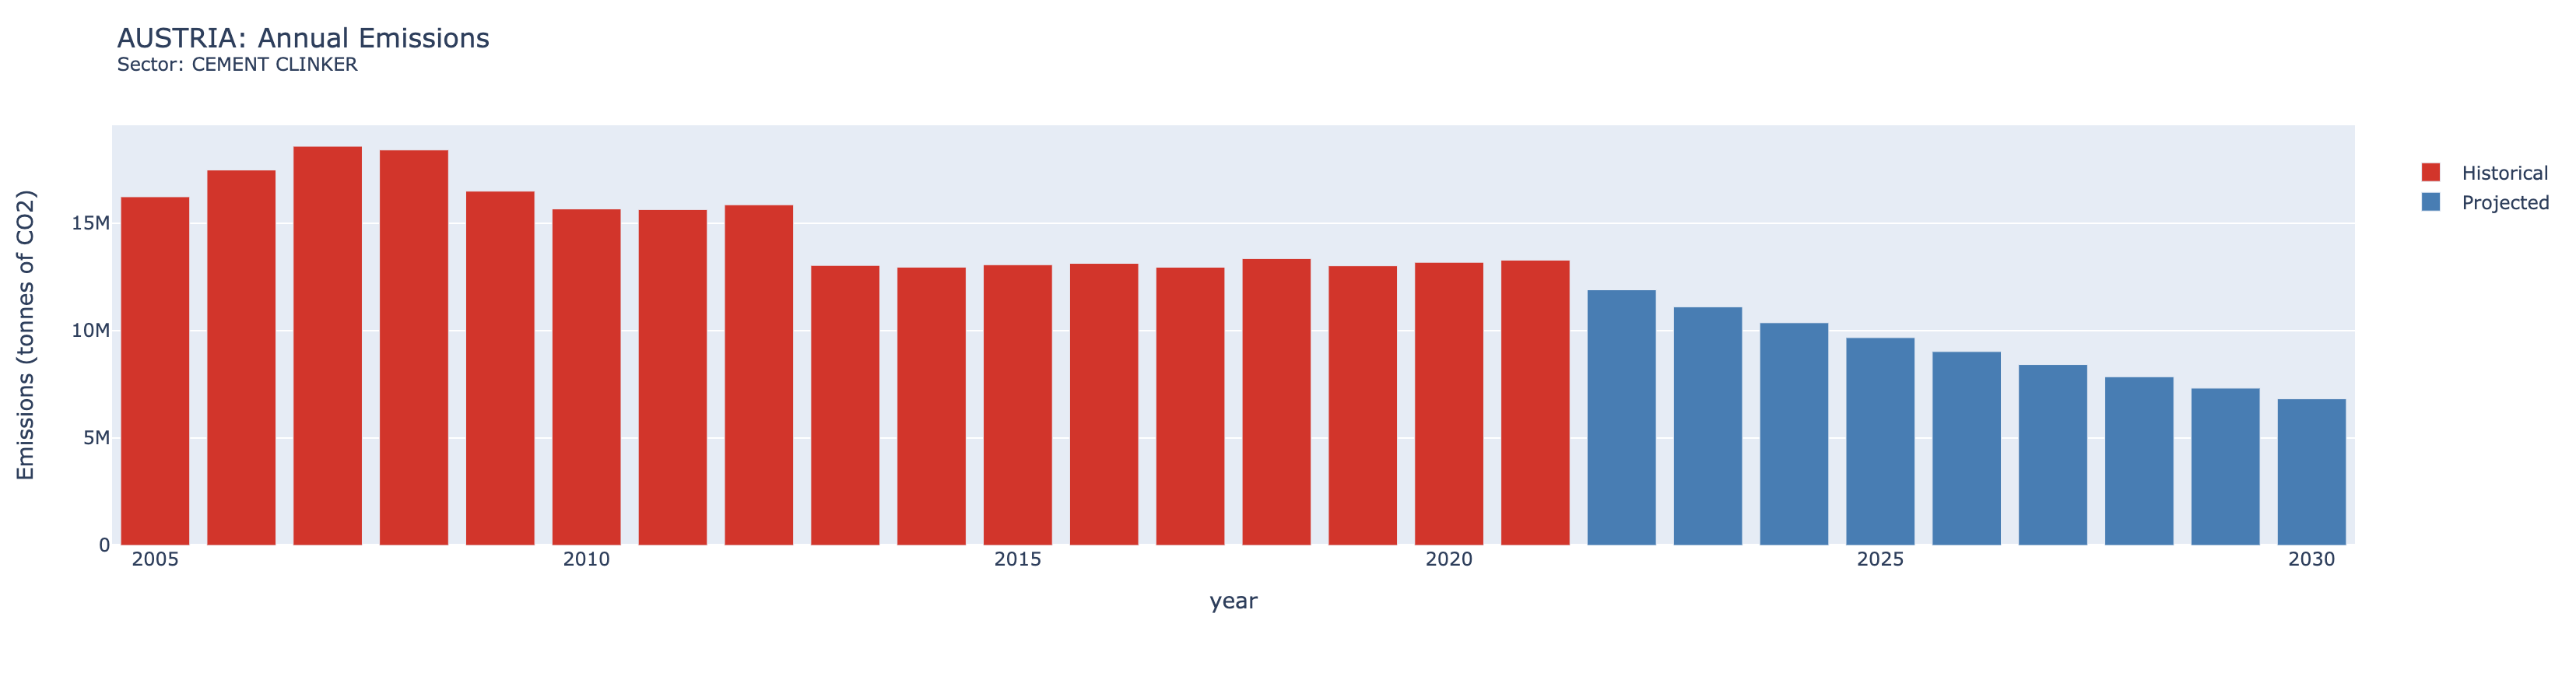 AUSTRIA: Annual Emissions
Sector: CEMENT CLINKER
Emissions (tonnes of CO2)
15M
10M
5M
0
2005 2010 2015 2020 2025 2030
year
Historical
Projected